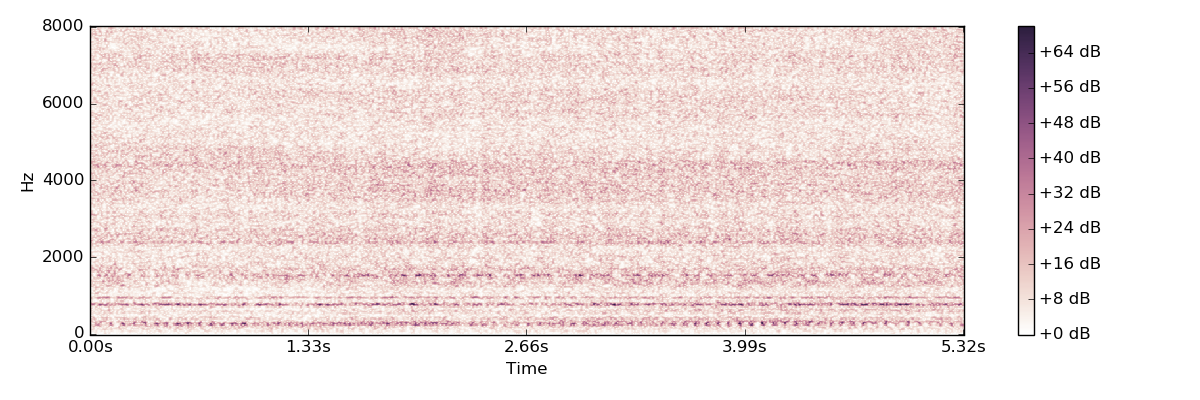 8000
6000
4000
2000
0
Hz
0.00s
1.33s
2.66s
3.99s
5.32s
Time
+64 dB
+56 dB
+48 dB
+40 dB
+32 dB
+24 dB
+16 dB
+8 dB
+0 dB